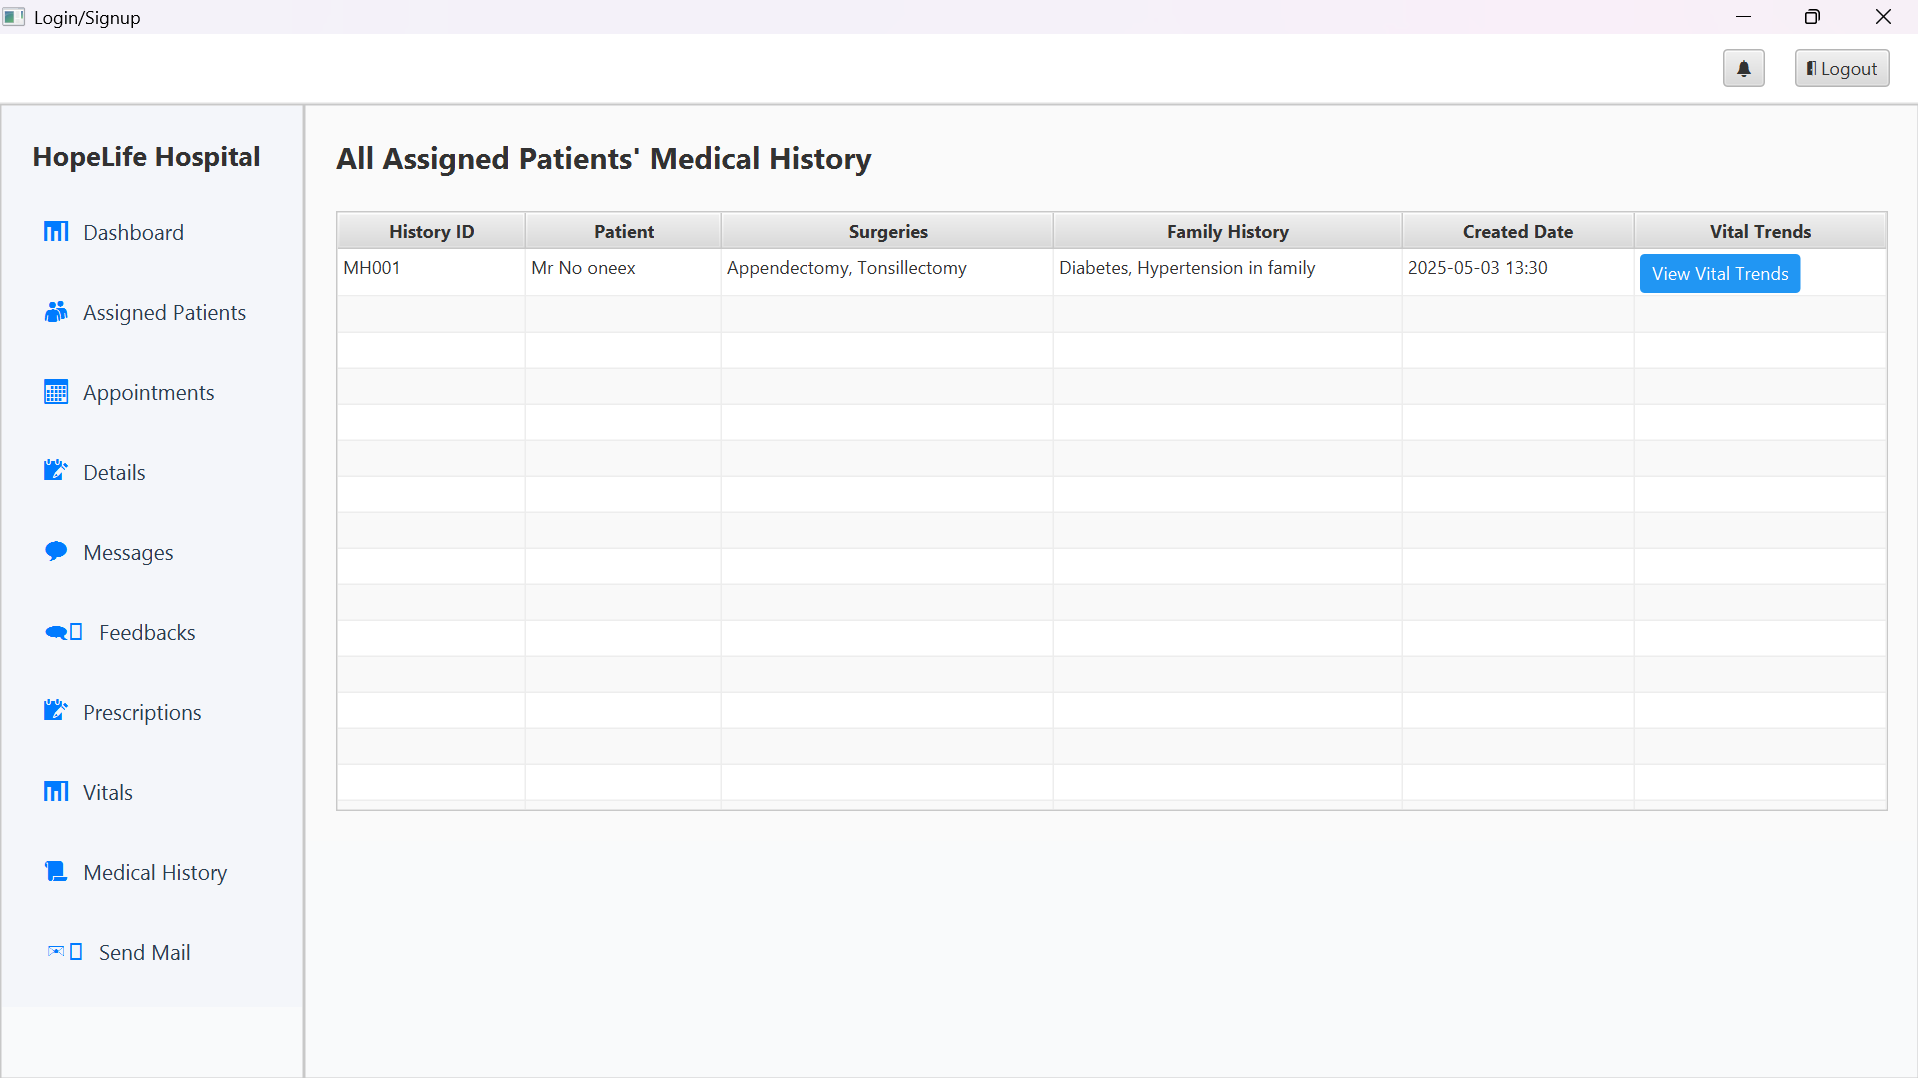 Login/Signup
Logout
HopeLife Hospital
Dashboard
Assigned Patients
Appointments
Details
Messages
Feedbacks
Prescriptions
Vitals
Medical History
Send Mail
All Assigned Patients' Medical History
History ID Patient Surgeries Family History Created Date Vital Trends
MH001 Mr No oneex Appendectomy, Tonsillectomy Diabetes, Hypertension in family 2025-05-03 13:30 View Vital Trends